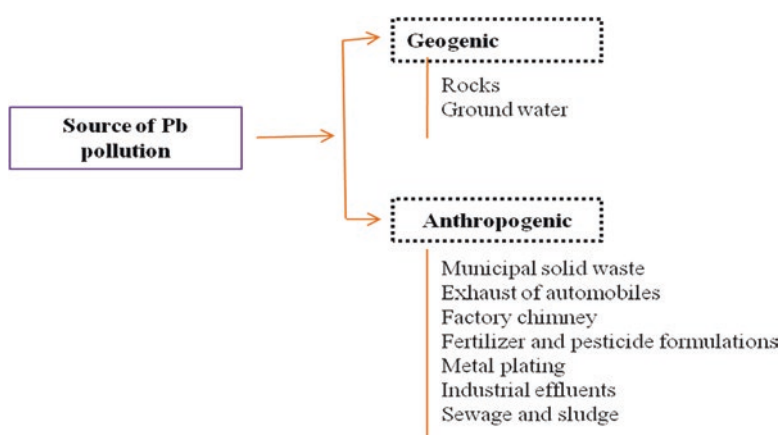 Source of Pb
pollution
Geogenic
Rocks
Ground water
Anthropogenic
Municipal solid waste
Exhaust of automobiles
Factory chimney
Fertilizer and pesticide formulations
Metal plating
Industrial effluents
Sewage and sludge